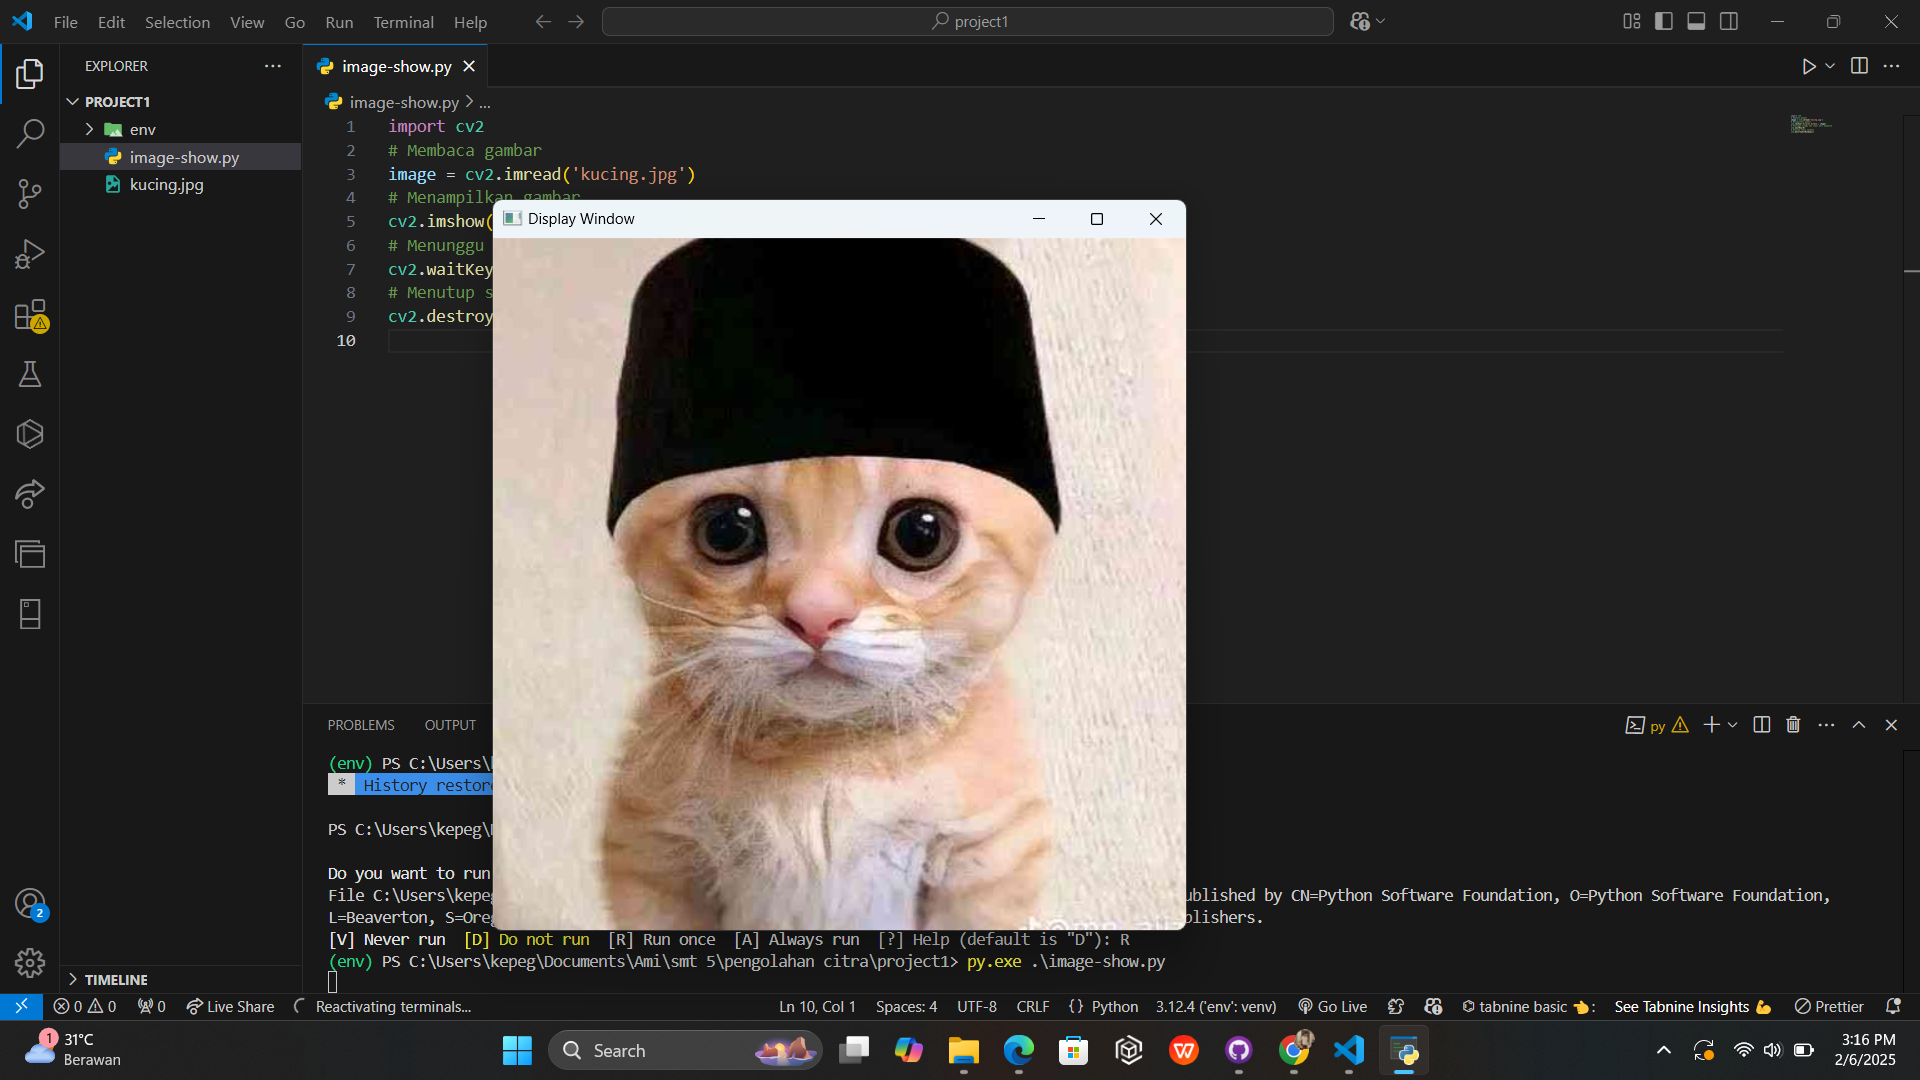 File Edit Selection View Go Run Terminal Help
project1
EXPLORER
PROJECT1
env
image-show.py
kucing.jpg
TIMELINE
image-show.py
image-show.py > ...
1 import cv2
2 # Membaca gambar
3 image = cv2.imread('kucing.jpg')
4 # Menampilkan gambar
5 cv2.imshow(
6 # Menunggu
7 cv2.waitKey
8 # Menutup s
9 cv2.destroy
10
Display Window
PROBLEMS OUTPUT
py
(env) PS C:\Users\
* History restore
PS C:\Users\kepeg\
Do you want to run
File C:\Users\kepeg ublished by CN=Python Software Foundation, O=Python Software Foundation,
L=Beaverton, S=Oreg blishers.
[V] Never run [D] Do not run [R] Run once [A] Always run [?] Help (default is "D"): R
(env) PS C:\Users\kepeg\Documents\Ami\smt 5\pengolahan citra\project1> py.exe .\image-show.py
2
0 0 0 Live Share Reactivating terminals... Ln 10, Col 1 Spaces: 4 UTF-8 CRLF {} Python 3.12.4 ('env': venv) Go Live tabnine basic 👈: See Tabnine Insights 💪 Prettier
1
31°C
Berawan
Search
3:16 PM
2/6/2025